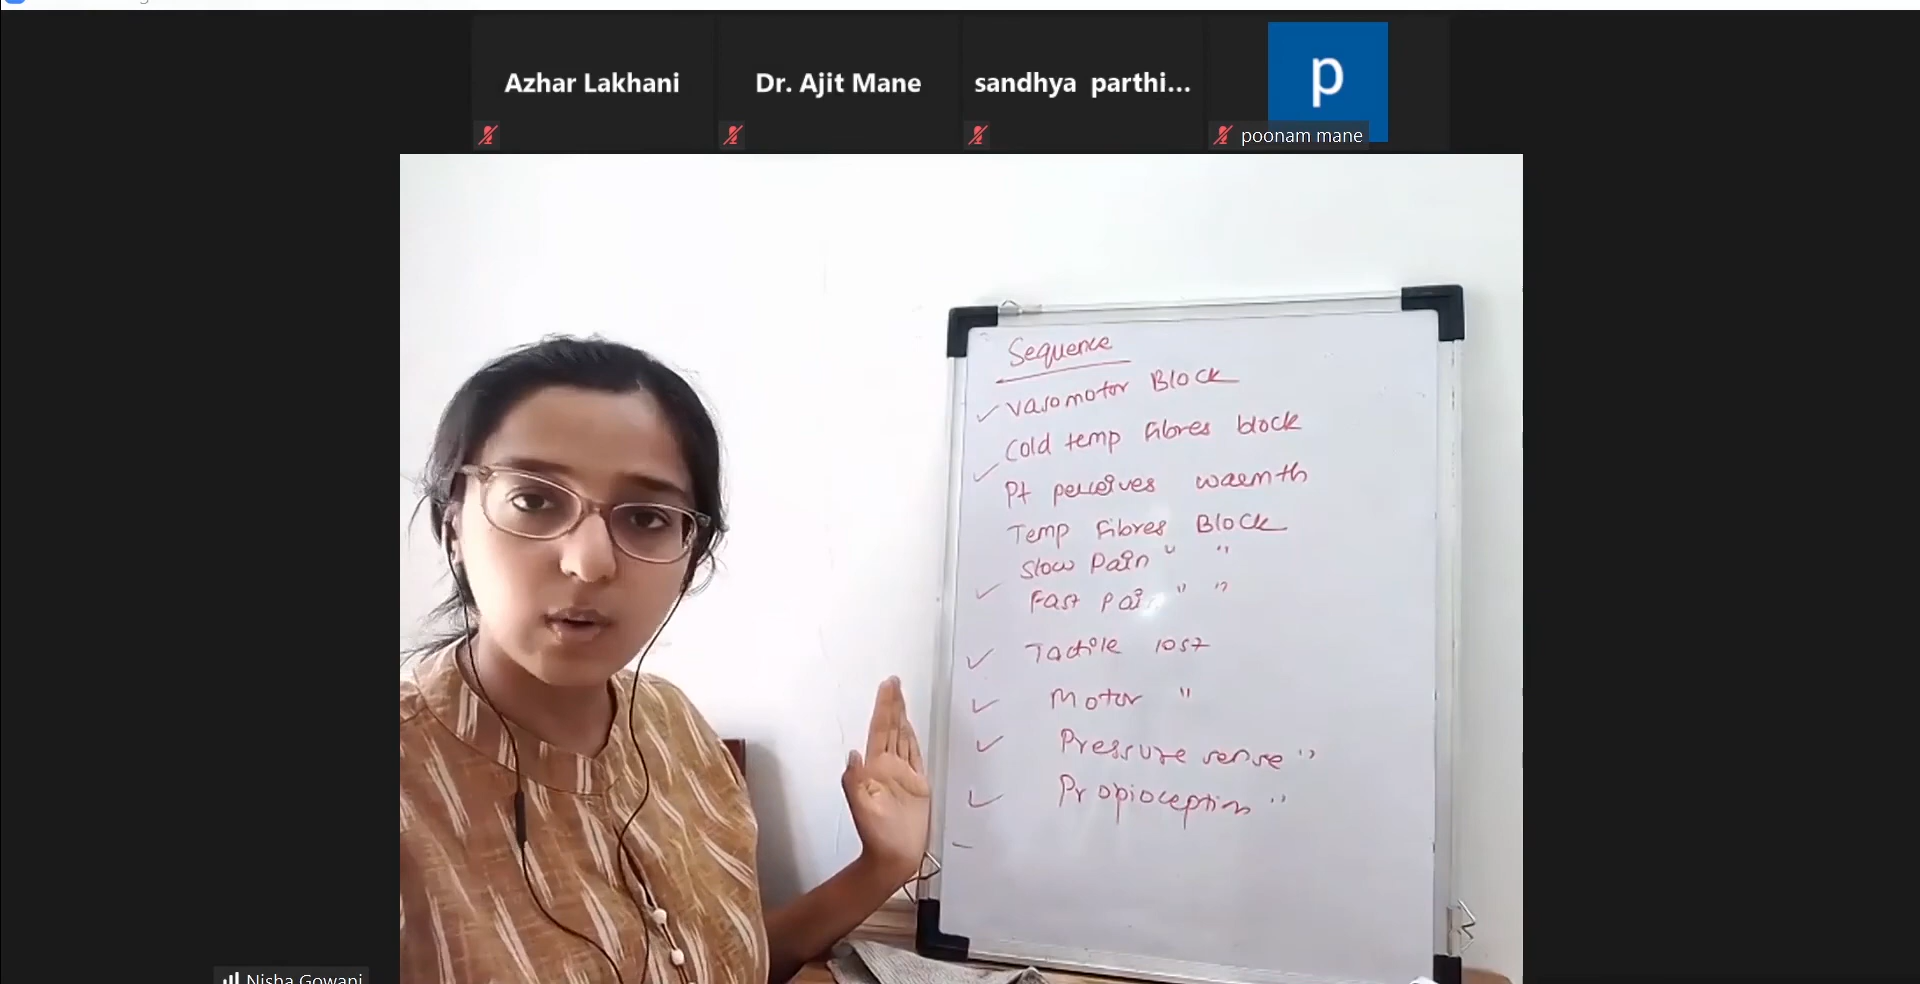 Azhar Lakhani
Dr. Ajit Mane
sandhya parthi...
p
poonam mane
Sequence
Vasomotor Block
Cold temp fibres block
Pt perceives warmth
Temp Fibres Block
Slow Pain " "
Fast pain " "
Tactile lost
Motor "
Pressure sense "
Propioception "
Nisha Gowani